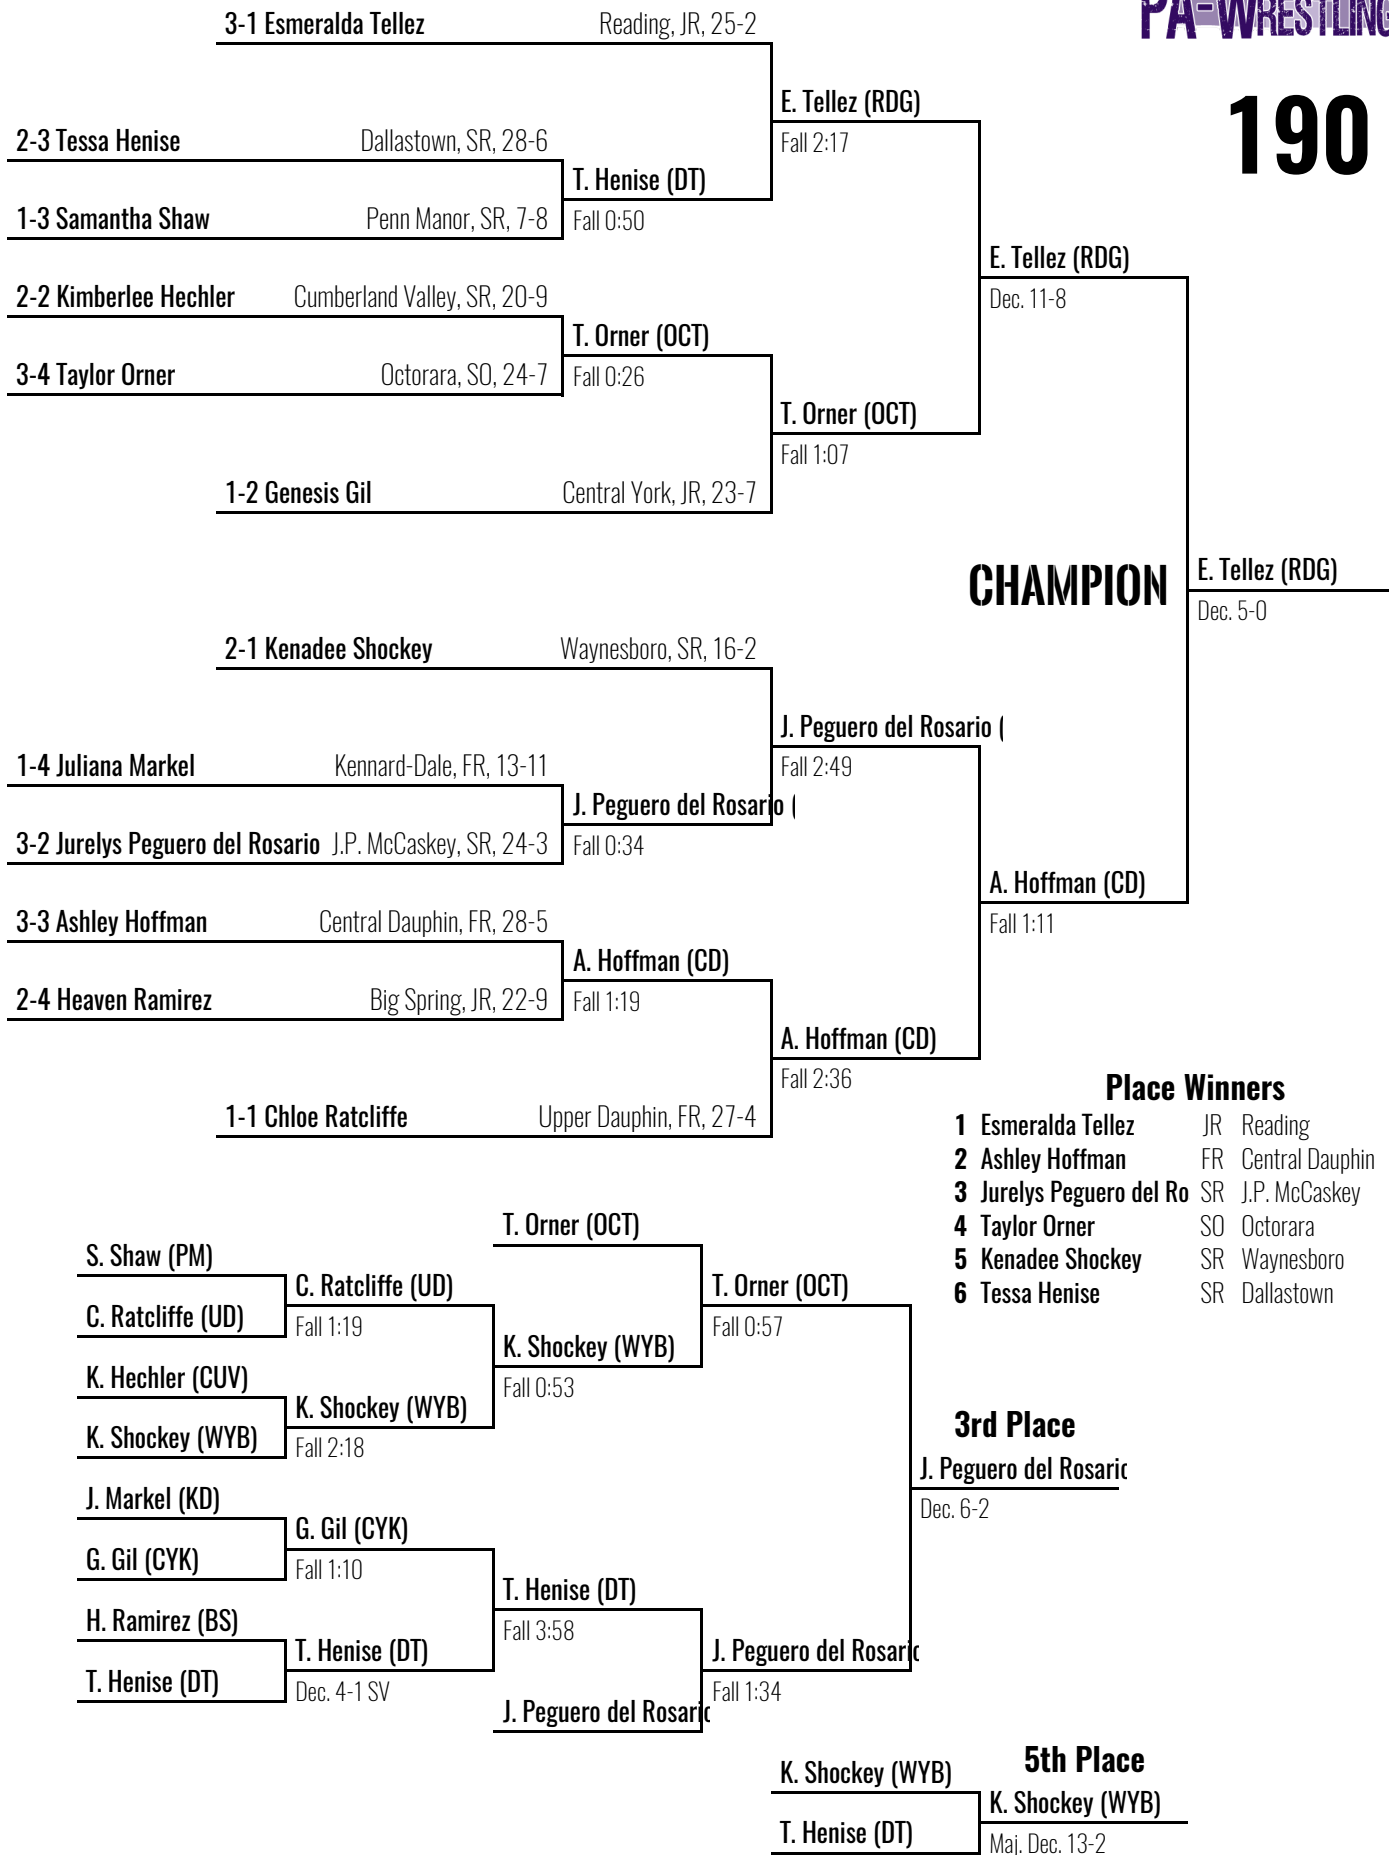 PA-WRESTLING
190
3-1 Esmeralda Tellez Reading, JR, 25-2
E. Tellez (RDG)
Fall 2:17
2-3 Tessa Henise Dallastown, SR, 28-6
T. Henise (DT)
Fall 0:50
1-3 Samantha Shaw Penn Manor, SR, 7-8
E. Tellez (RDG)
Dec. 11-8
2-2 Kimberlee Hechler Cumberland Valley, SR, 20-9
T. Orner (OCT)
Fall 0:26
3-4 Taylor Orner Octorara, SO, 24-7
T. Orner (OCT)
Fall 1:07
1-2 Genesis Gil Central York, JR, 23-7
CHAMPION
E. Tellez (RDG)
Dec. 5-0
2-1 Kenadee Shockey Waynesboro, SR, 16-2
J. Peguero del Rosario (
Fall 2:49
1-4 Juliana Markel Kennard-Dale, FR, 13-11
J. Peguero del Rosario (
Fall 0:34
3-2 Jurelys Peguero del Rosario J.P. McCaskey, SR, 24-3
A. Hoffman (CD)
Fall 1:11
3-3 Ashley Hoffman Central Dauphin, FR, 28-5
A. Hoffman (CD)
Fall 1:19
2-4 Heaven Ramirez Big Spring, JR, 22-9
A. Hoffman (CD)
Fall 2:36
1-1 Chloe Ratcliffe Upper Dauphin, FR, 27-4
Place Winners
1 Esmeralda Tellez JR Reading
2 Ashley Hoffman FR Central Dauphin
3 Jurelys Peguero del Ro SR J.P. McCaskey
4 Taylor Orner SO Octorara
5 Kenadee Shockey SR Waynesboro
6 Tessa Henise SR Dallastown
T. Orner (OCT)
S. Shaw (PM)
C. Ratcliffe (UD)
Fall 1:19
C. Ratcliffe (UD)
T. Orner (OCT)
Fall 0:57
K. Shockey (WYB)
Fall 0:53
K. Hechler (CUV)
K. Shockey (WYB)
Fall 2:18
K. Shockey (WYB)
3rd Place
J. Peguero del Rosario
Dec. 6-2
J. Markel (KD)
G. Gil (CYK)
Fall 1:10
G. Gil (CYK)
T. Henise (DT)
Fall 3:58
H. Ramirez (BS)
T. Henise (DT)
Dec. 4-1 SV
T. Henise (DT)
J. Peguero del Rosario
Fall 1:34
J. Peguero del Rosario
5th Place
K. Shockey (WYB)
K. Shockey (WYB)
Maj. Dec. 13-2
T. Henise (DT)